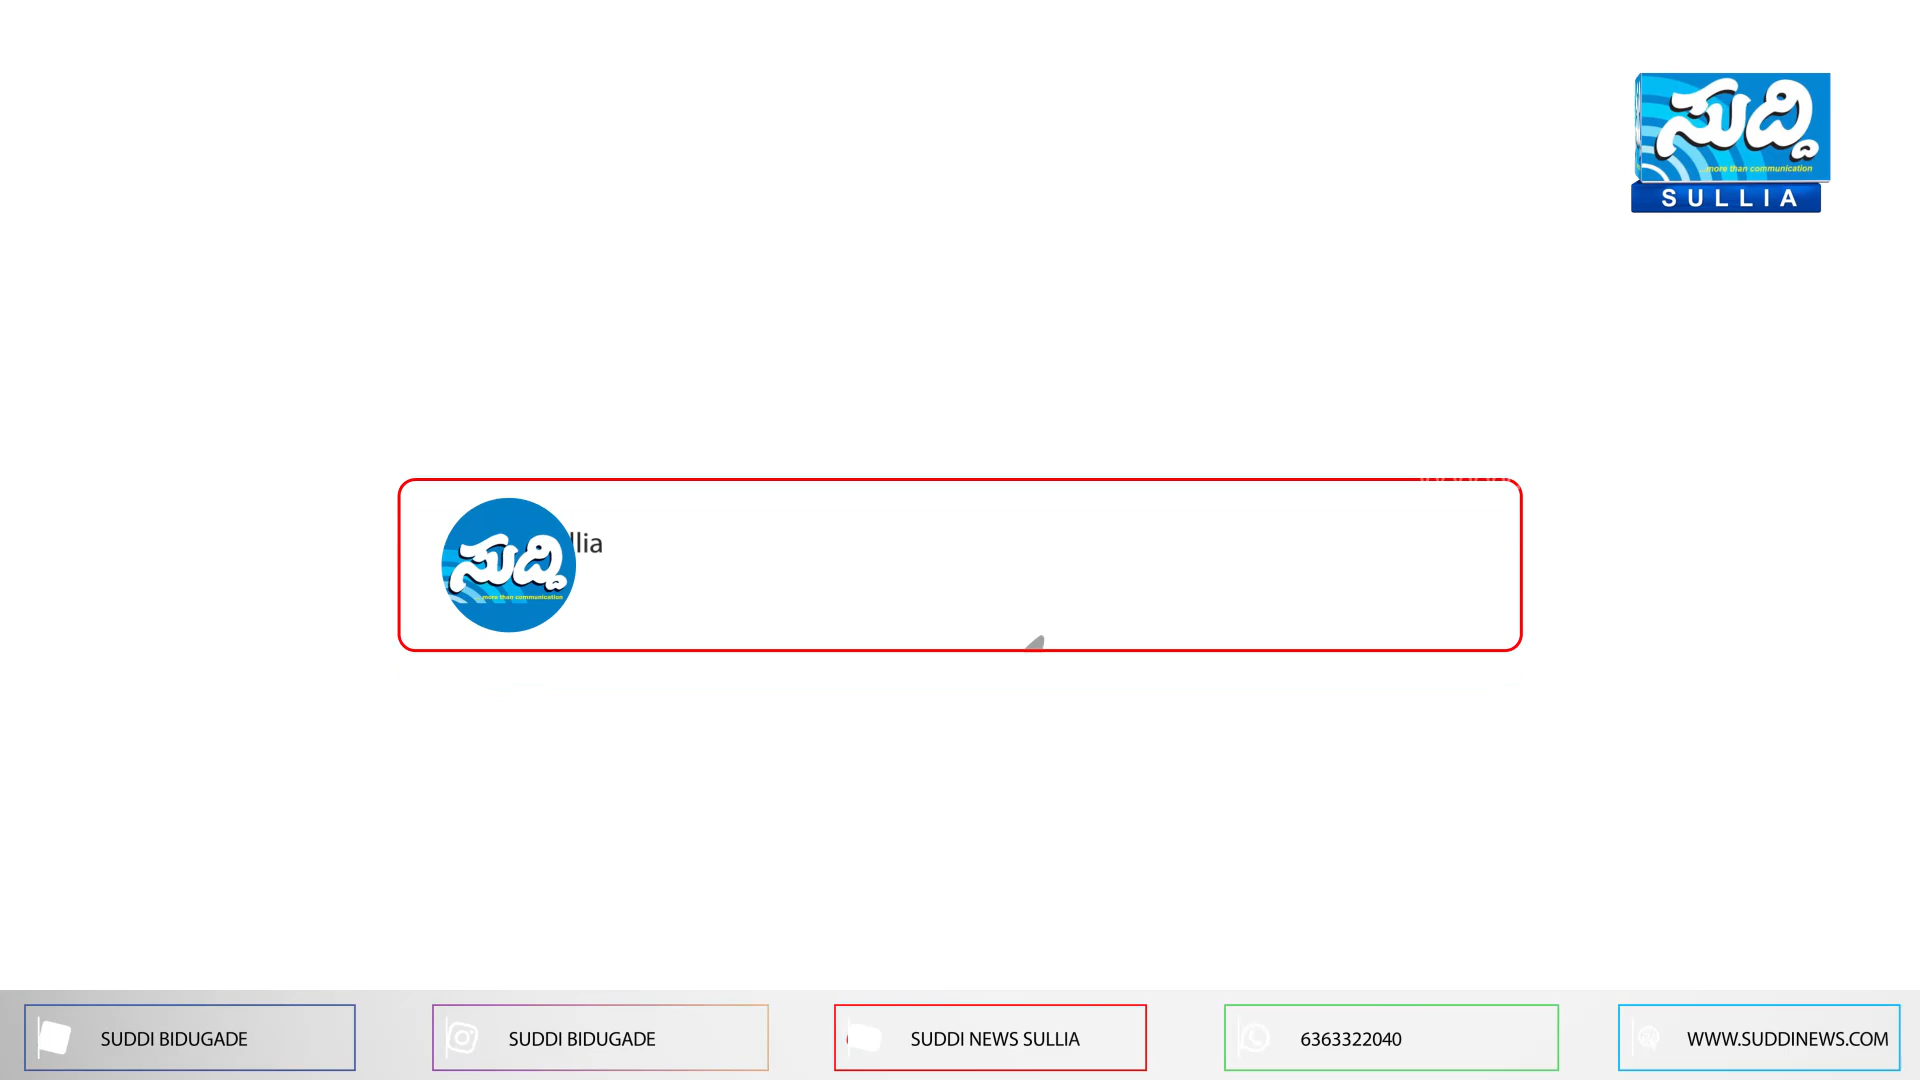 ಸುದ್ದಿ
...more than communication
SULLIA
ಸುದ್ದಿ
...more than communication
llia
SUDDI BIDUGADE
SUDDI BIDUGADE
SUDDI NEWS SULLIA
6363322040
WWW.SUDDINEWS.COM